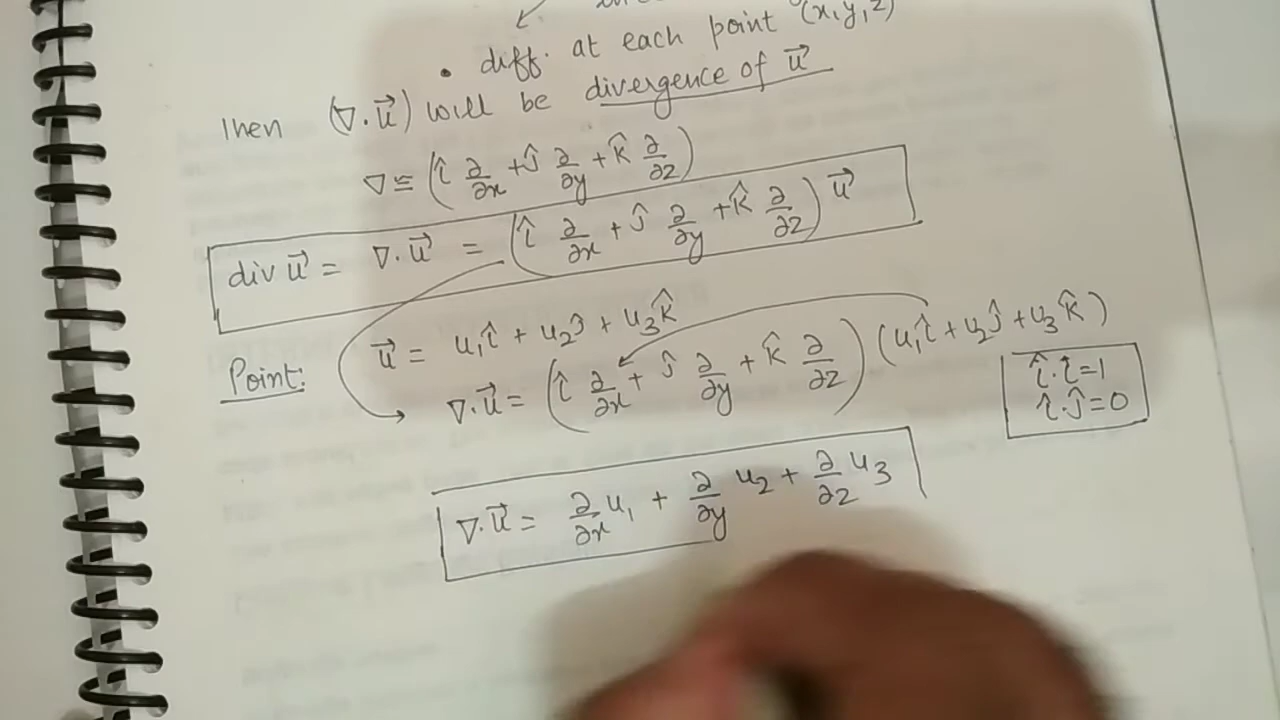 • diff. at each point (x,y,z)
Then (∇.u⃗) will be divergence of u⃗
∇ ≅ (î ∂/∂x + ĵ ∂/∂y + k̂ ∂/∂z)
div u⃗ = ∇.u⃗ = (î ∂/∂x + ĵ ∂/∂y + k̂ ∂/∂z) u⃗
Point: u⃗ = u₁î + u₂ĵ + u₃k̂
∇.u⃗ = (î ∂/∂x + ĵ ∂/∂y + k̂ ∂/∂z) (u₁î + u₂ĵ + u₃k̂)
î.î=1
î.ĵ=0
∇.u⃗ = ∂/∂x u₁ + ∂/∂y u₂ + ∂/∂z u₃